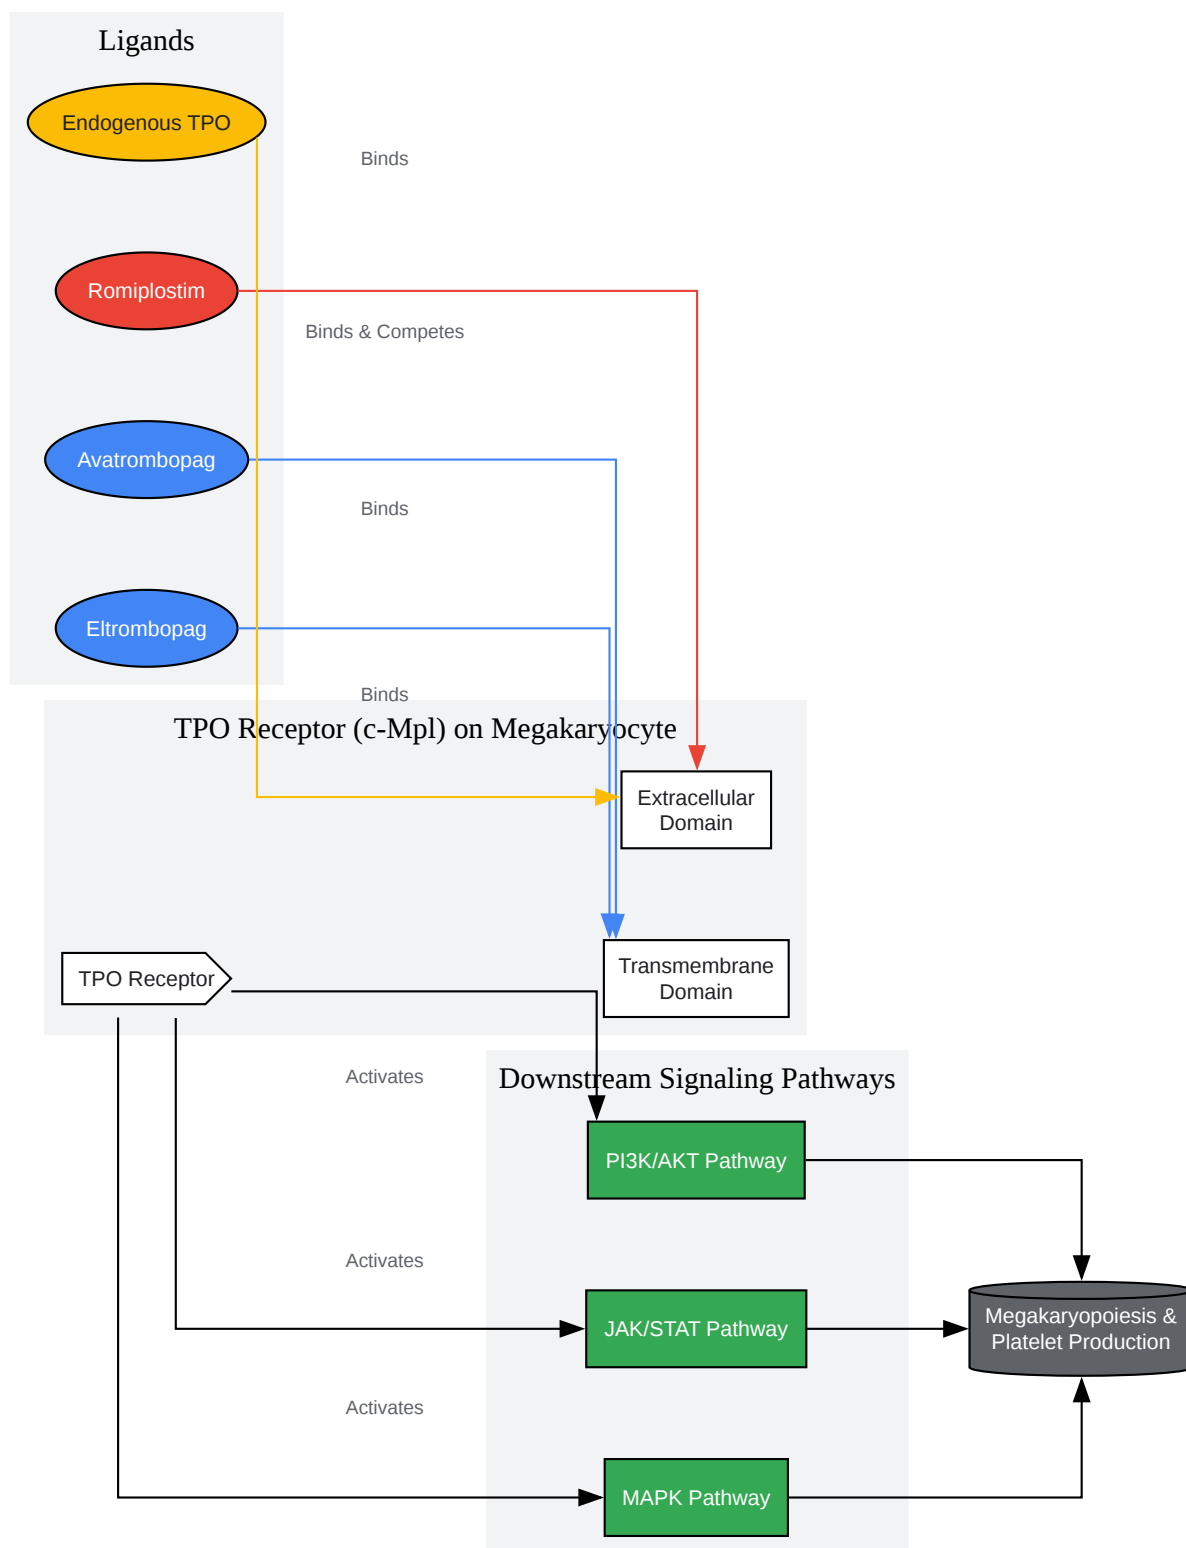 Ligands
Endogenous TPO
Binds
Romiplostim
Binds & Competes
Avatrombopag
Binds
Eltrombopag
Binds
TPO Receptor (c-Mpl) on Megakaryocyte
Extracellular
Domain
TPO Receptor
Transmembrane
Domain
Activates
Downstream Signaling Pathways
PI3K/AKT Pathway
Activates
JAK/STAT Pathway
Megakaryopoiesis &
Platelet Production
Activates
MAPK Pathway